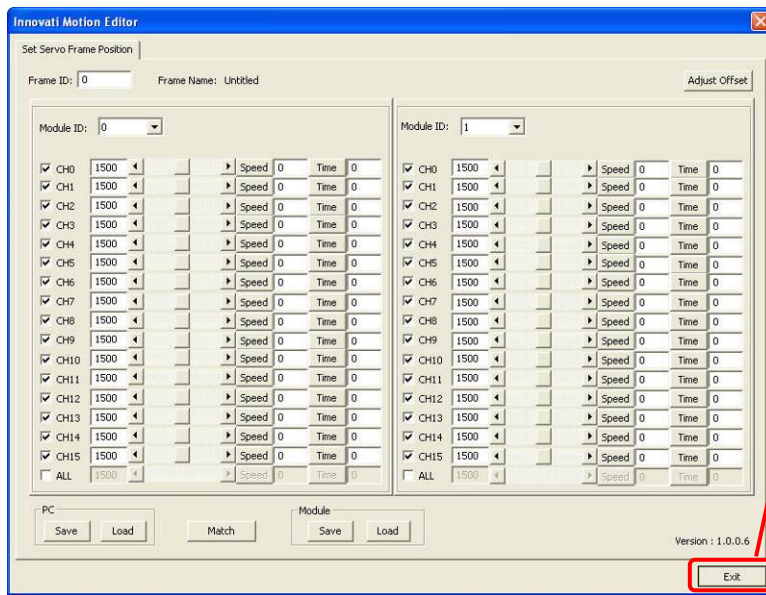 Innovati Motion Editor
Set Servo Frame Position
Frame ID: 0 Frame Name: Untitled Adjust Offset
Module ID: 0 Module ID: 1
CH0 1500 Speed 0 Time 0 CH0 1500 Speed 0 Time 0
CH1 1500 Speed 0 Time 0 CH1 1500 Speed 0 Time 0
CH2 1500 Speed 0 Time 0 CH2 1500 Speed 0 Time 0
CH3 1500 Speed 0 Time 0 CH3 1500 Speed 0 Time 0
CH4 1500 Speed 0 Time 0 CH4 1500 Speed 0 Time 0
CH5 1500 Speed 0 Time 0 CH5 1500 Speed 0 Time 0
CH6 1500 Speed 0 Time 0 CH6 1500 Speed 0 Time 0
CH7 1500 Speed 0 Time 0 CH7 1500 Speed 0 Time 0
CH8 1500 Speed 0 Time 0 CH8 1500 Speed 0 Time 0
CH9 1500 Speed 0 Time 0 CH9 1500 Speed 0 Time 0
CH10 1500 Speed 0 Time 0 CH10 1500 Speed 0 Time 0
CH11 1500 Speed 0 Time 0 CH11 1500 Speed 0 Time 0
CH12 1500 Speed 0 Time 0 CH12 1500 Speed 0 Time 0
CH13 1500 Speed 0 Time 0 CH13 1500 Speed 0 Time 0
CH14 1500 Speed 0 Time 0 CH14 1500 Speed 0 Time 0
CH15 1500 Speed 0 Time 0 CH15 1500 Speed 0 Time 0
ALL 1500 Speed 0 Time 0 ALL 1500 Speed 0 Time 0
PC Module
Save Load Match Save Load
Version : 1.0.0.6
Exit